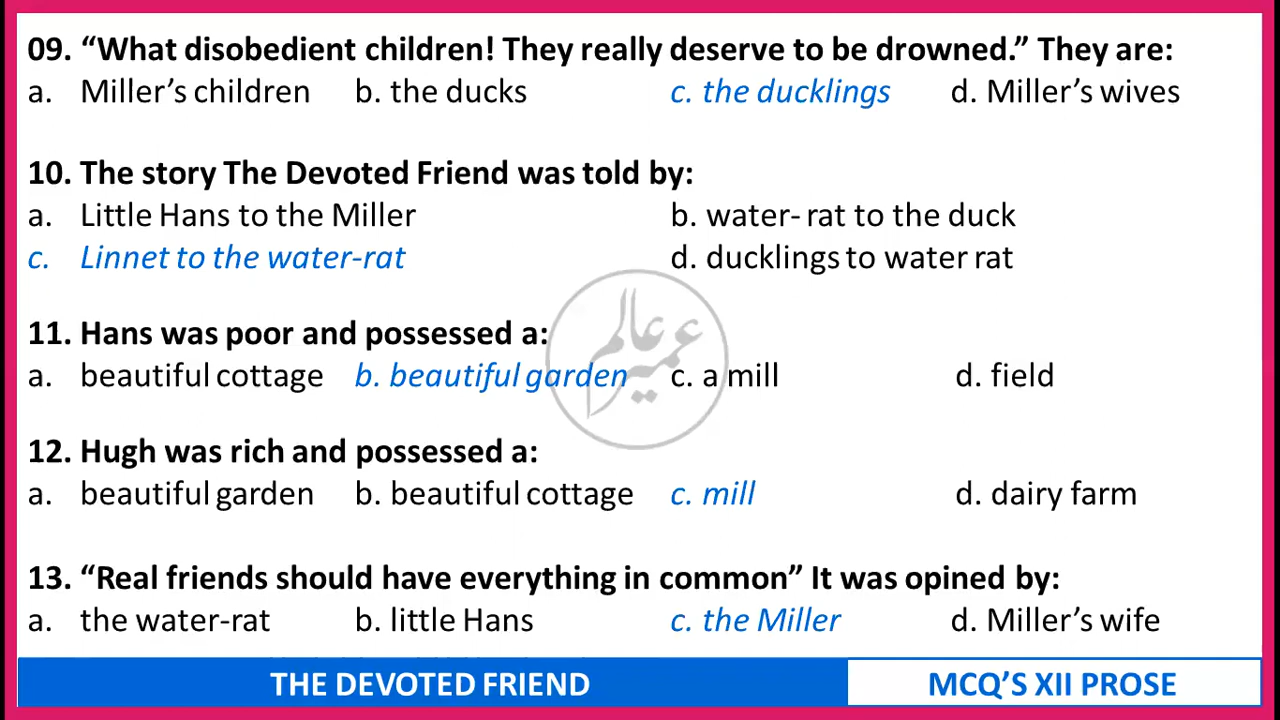 09. “What disobedient children! They really deserve to be drowned.” They are:
a. Miller’s children b. the ducks c. the ducklings d. Miller’s wives
10. The story The Devoted Friend was told by:
a. Little Hans to the Miller b. water- rat to the duck
c. Linnet to the water-rat d. ducklings to water rat
11. Hans was poor and possessed a:
a. beautiful cottage b. beautiful garden c. a mill d. field
12. Hugh was rich and possessed a:
a. beautiful garden b. beautiful cottage c. mill d. dairy farm
13. “Real friends should have everything in common” It was opined by:
a. the water-rat b. little Hans c. the Miller d. Miller’s wife
THE DEVOTED FRIEND MCQ’S XII PROSE
عمیر عالم